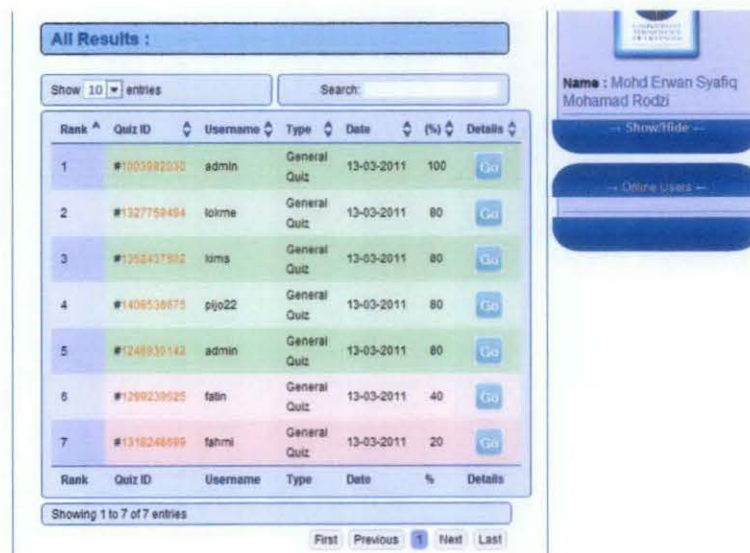 All Results :
Show 10 entries
Search:
Rank Quiz ID Username Type Date (%) Details
1 admin General Quiz 13-03-2011 100 Go
2 #1327758494 lokme General Quiz 13-03-2011 80 Go
3 kims General Quiz 13-03-2011 80 Go
4 pijo22 General Quiz 13-03-2011 80 Go
5 admin General Quiz 13-03-2011 80 Go
6 fatin General Quiz 13-03-2011 40 Go
7 fahmi General Quiz 13-03-2011 20 Go
Rank Quiz ID Username Type Date % Details
Showing 1 to 7 of 7 entries
First Previous 1 Next Last
Name : Mohd Erwan Syafiq
Mohamad Rodzi
Show/Hide
Online Users